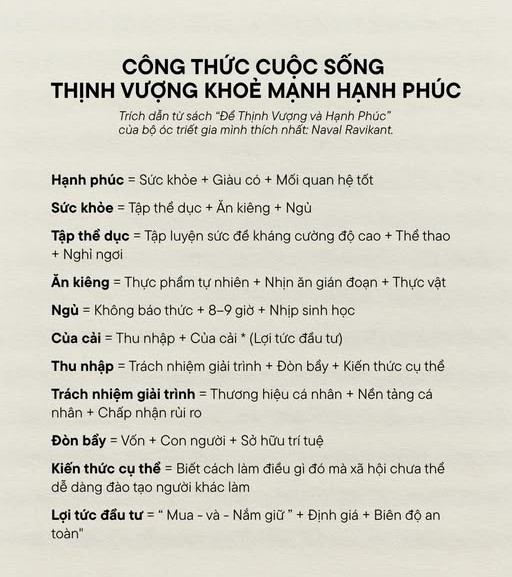 CÔNG THỨC CUỘC SỐNG
THỊNH VƯỢNG KHOẺ MẠNH HẠNH PHÚC
Trích dẫn từ sách “Để Thịnh Vượng và Hạnh Phúc”
của bộ óc triết gia mình thích nhất: Naval Ravikant.
Hạnh phúc = Sức khỏe + Giàu có + Mối quan hệ tốt
Sức khỏe = Tập thể dục + Ăn kiêng + Ngủ
Tập thể dục = Tập luyện sức đề kháng cường độ cao + Thể thao
+ Nghỉ ngơi
Ăn kiêng = Thực phẩm tự nhiên + Nhịn ăn gián đoạn + Thực vật
Ngủ = Không báo thức + 8–9 giờ + Nhịp sinh học
Của cải = Thu nhập + Của cải * (Lợi tức đầu tư)
Thu nhập = Trách nhiệm giải trình + Đòn bẩy + Kiến thức cụ thể
Trách nhiệm giải trình = Thương hiệu cá nhân + Nền tảng cá
nhân + Chấp nhận rủi ro
Đòn bẩy = Vốn + Con người + Sở hữu trí tuệ
Kiến thức cụ thể = Biết cách làm điều gì đó mà xã hội chưa thể
dễ dàng đào tạo người khác làm
Lợi tức đầu tư = “ Mua - và - Nắm giữ ” + Định giá + Biên độ an
toàn"